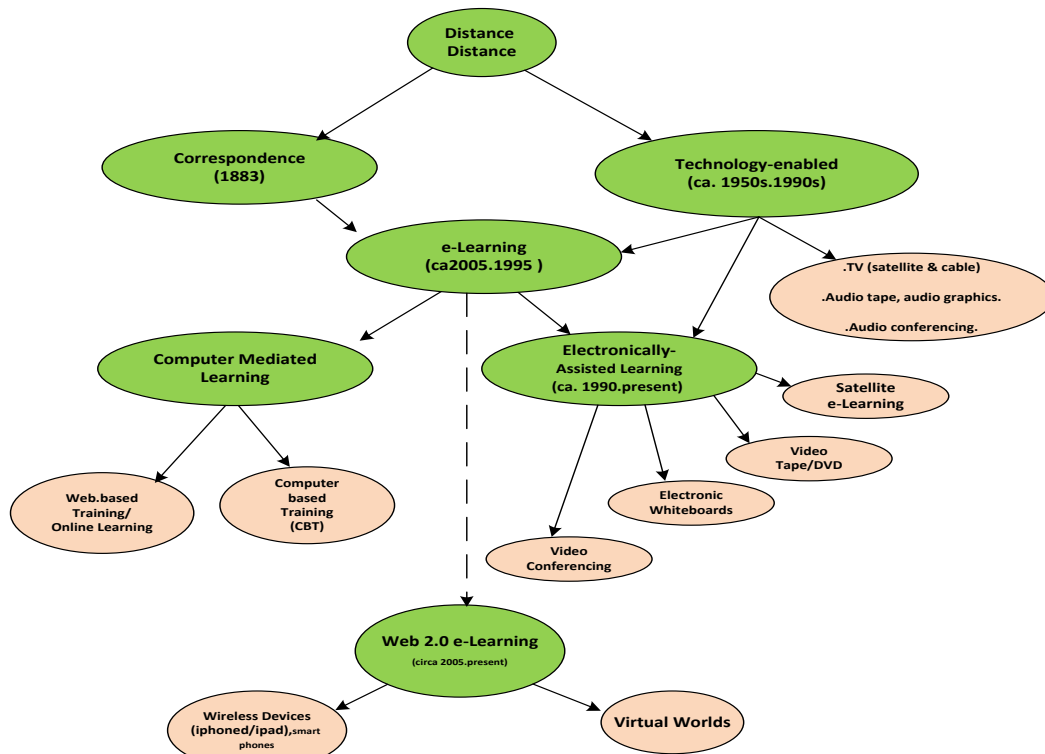 Distance
Distance
Correspondence
(1883)
Technology-enabled
(ca. 1950s.1990s)
e-Learning
(ca2005.1995 )
.TV (satellite & cable)
.Audio tape, audio graphics.
.Audio conferencing.
Computer Mediated
Learning
Electronically-
Assisted Learning
(ca. 1990.present)
Satellite
e-Learning
Video
Tape/DVD
Electronic
Whiteboards
Video
Conferencing
Web.based
Training/
Online Learning
Computer
based
Training
(CBT)
Web 2.0 e-Learning
(circa 2005.present)
Wireless Devices
(iphoned/ipad),smart
phones
Virtual Worlds